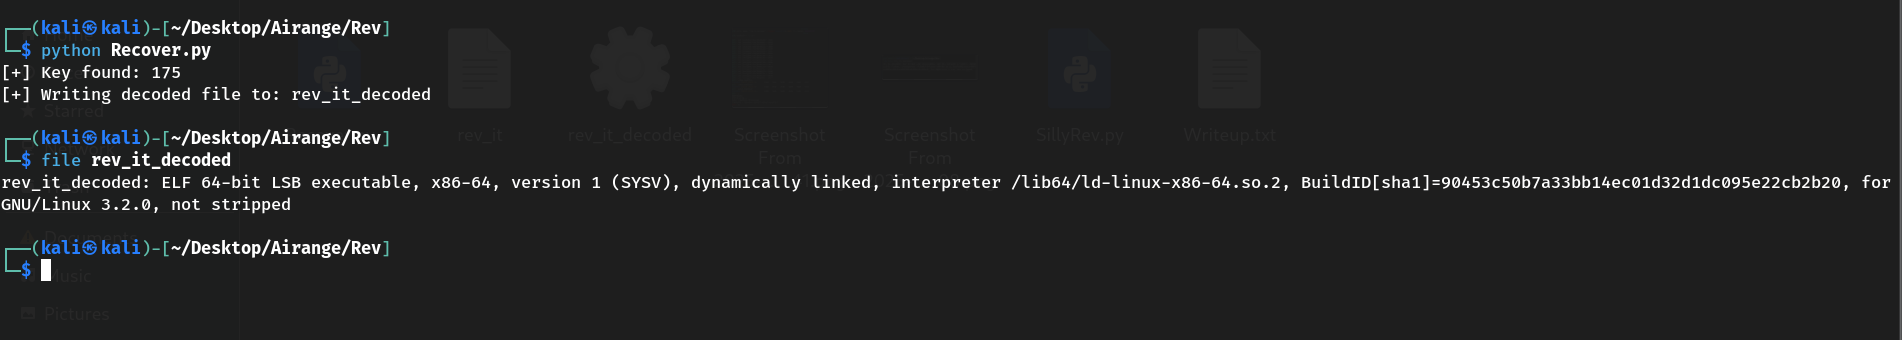 ┌──(kali㉿kali)-[~/Desktop/Airange/Rev]
└─$ python Recover.py
[+] Key found: 175
[+] Writing decoded file to: rev_it_decoded
Starred
rev_it rev_it_decoded Screenshot From Screenshot From SillyRev.py Writeup.txt
┌──(kali㉿kali)-[~/Desktop/Airange/Rev]
└─$ file rev_it_decoded
rev_it_decoded: ELF 64-bit LSB executable, x86-64, version 1 (SYSV), dynamically linked, interpreter /lib64/ld-linux-x86-64.so.2, BuildID[sha1]=90453c50b7a33bb14ec01d32d1dc095e22cb2b20, for
GNU/Linux 3.2.0, not stripped
Documents
┌──(kali㉿kali)-[~/Desktop/Airange/Rev]
└─$
Music
Pictures